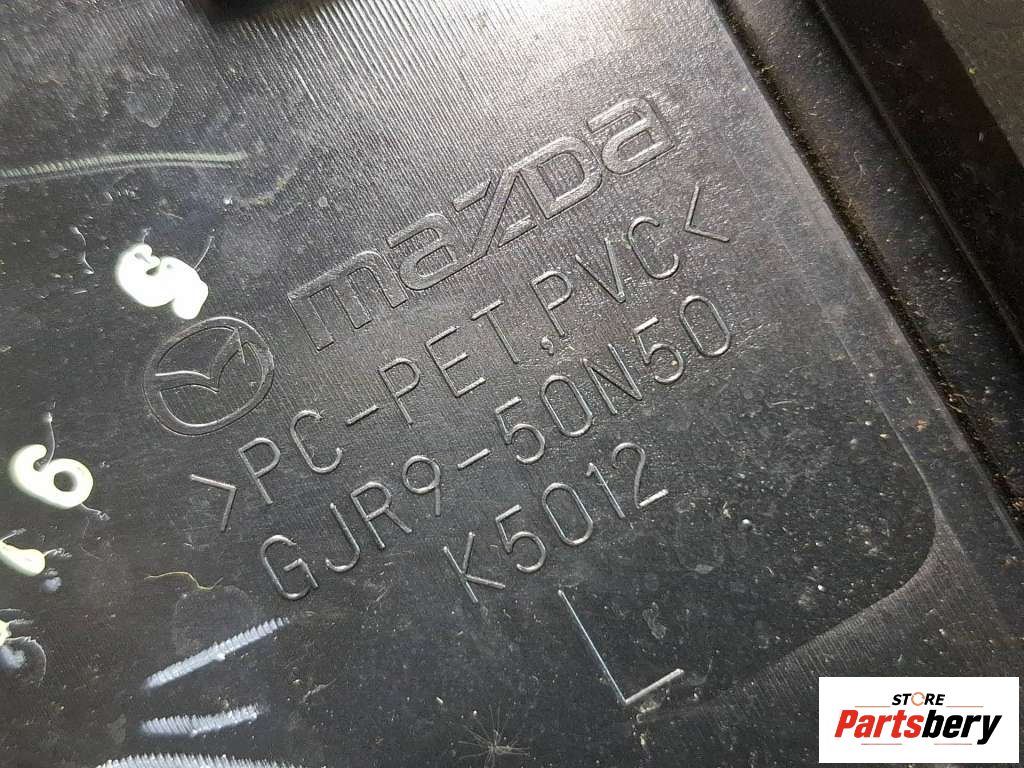 mazda
>PC-PET,PVC<
GJR9-50N50
K5012
L
STORE
Partsbery